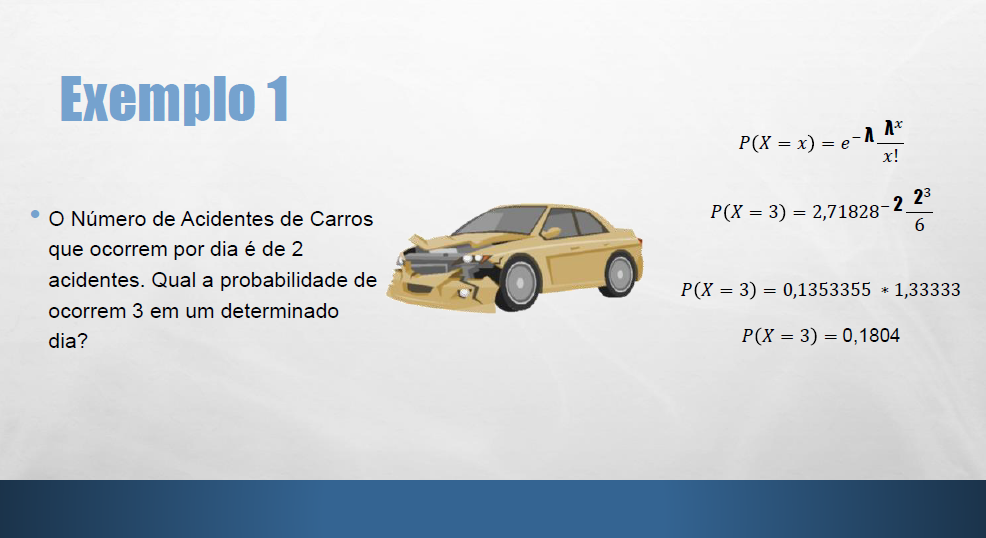 Exemplo 1
• O Número de Acidentes de Carros
que ocorrem por dia é de 2
acidentes. Qual a probabilidade de
ocorrem 3 em um determinado
dia?
P(X = x) = e^{-λ} \frac{λ^x}{x!}
P(X = 3) = 2,71828^{-2} \frac{2^3}{6}
P(X = 3) = 0,1353355 * 1,33333
P(X = 3) = 0,1804